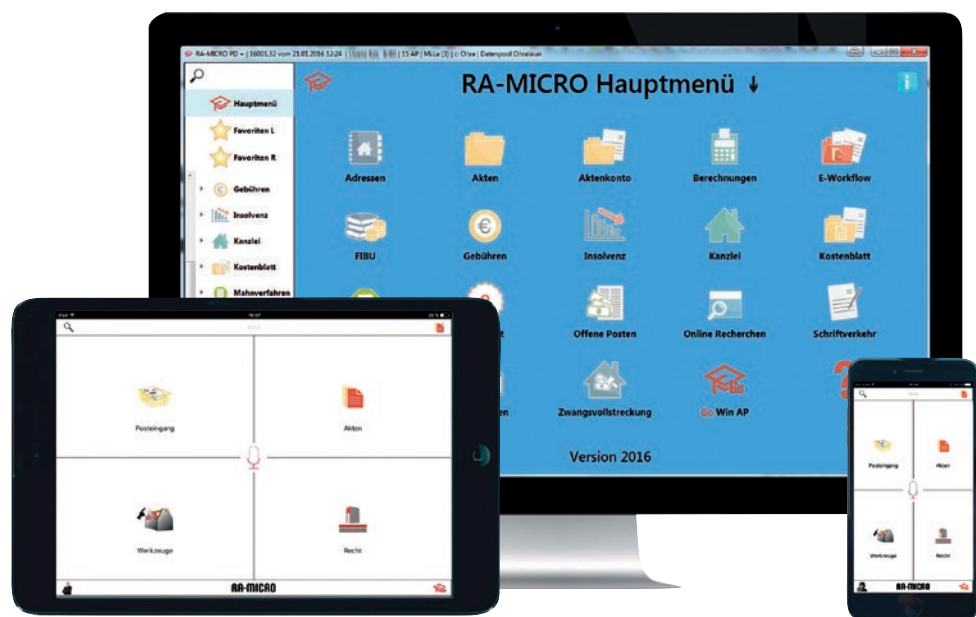 RA-MICRO Hauptmenü
Hauptmenü
Favoriten L
Favoriten R
Gebühren
Insolvenz
Kanzlei
Kostenblatt
Mahnverfahren
Adressen
Akten
Aktenkonto
Berechnungen
E-Workflow
FIBU
Gebühren
Insolvenz
Kanzlei
Kostenblatt
Offene Posten
Online Recherchen
Schriftverkehr
Zwangsvollstreckung
Go Win AP
Version 2016
Posteingang
Akten
Werkzeuge
Recht
RA-MICRO
Posteingang
Akten
Werkzeuge
Recht
RA-MICRO